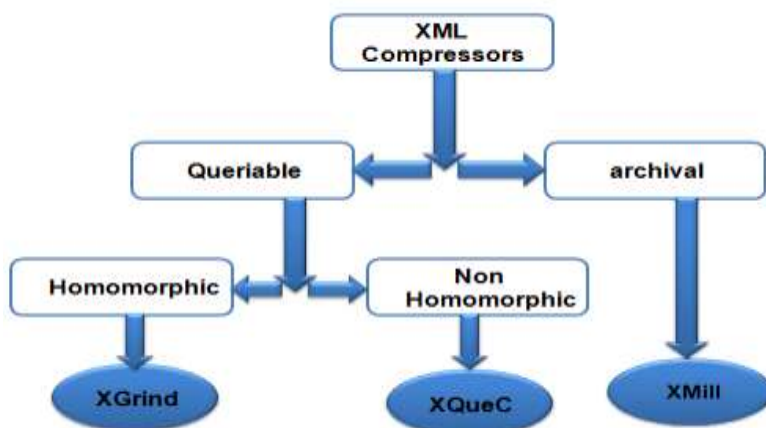 XML
Compressors
Queriable
archival
Homomorphic
Non
Homomorphic
XGrind
XQueC
XMill